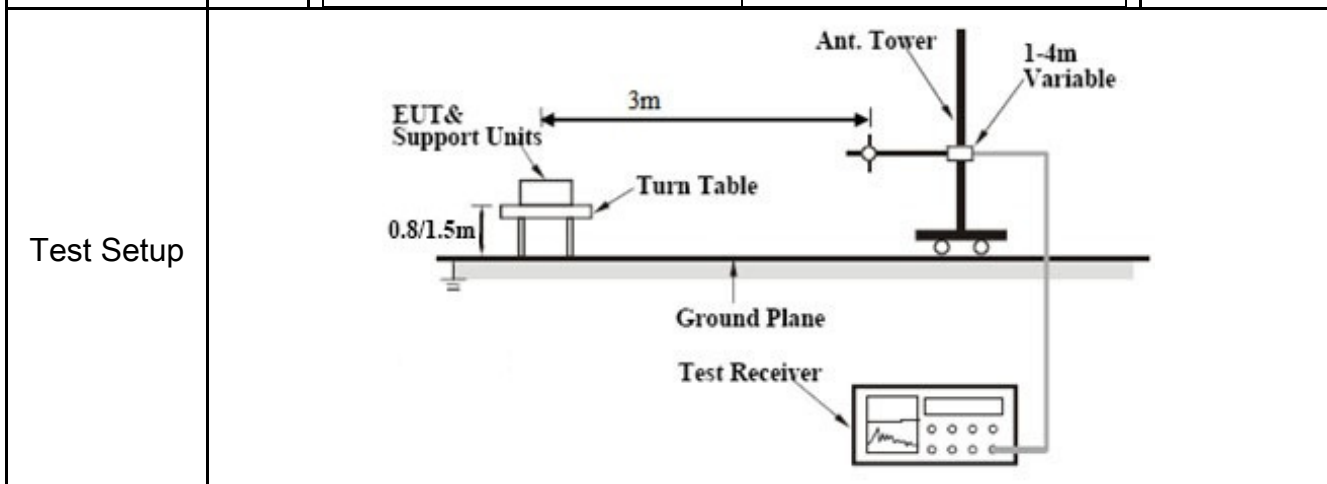 Test Setup
Ant. Tower
1-4m
Variable
3m
EUT&
Support Units
Turn Table
0.8/1.5m
Ground Plane
Test Receiver